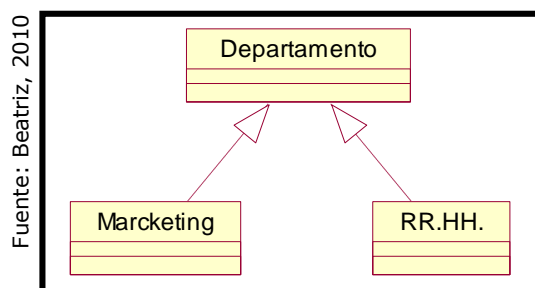 Fuente: Beatriz, 2010
Departamento
Marcketing
RR.HH.